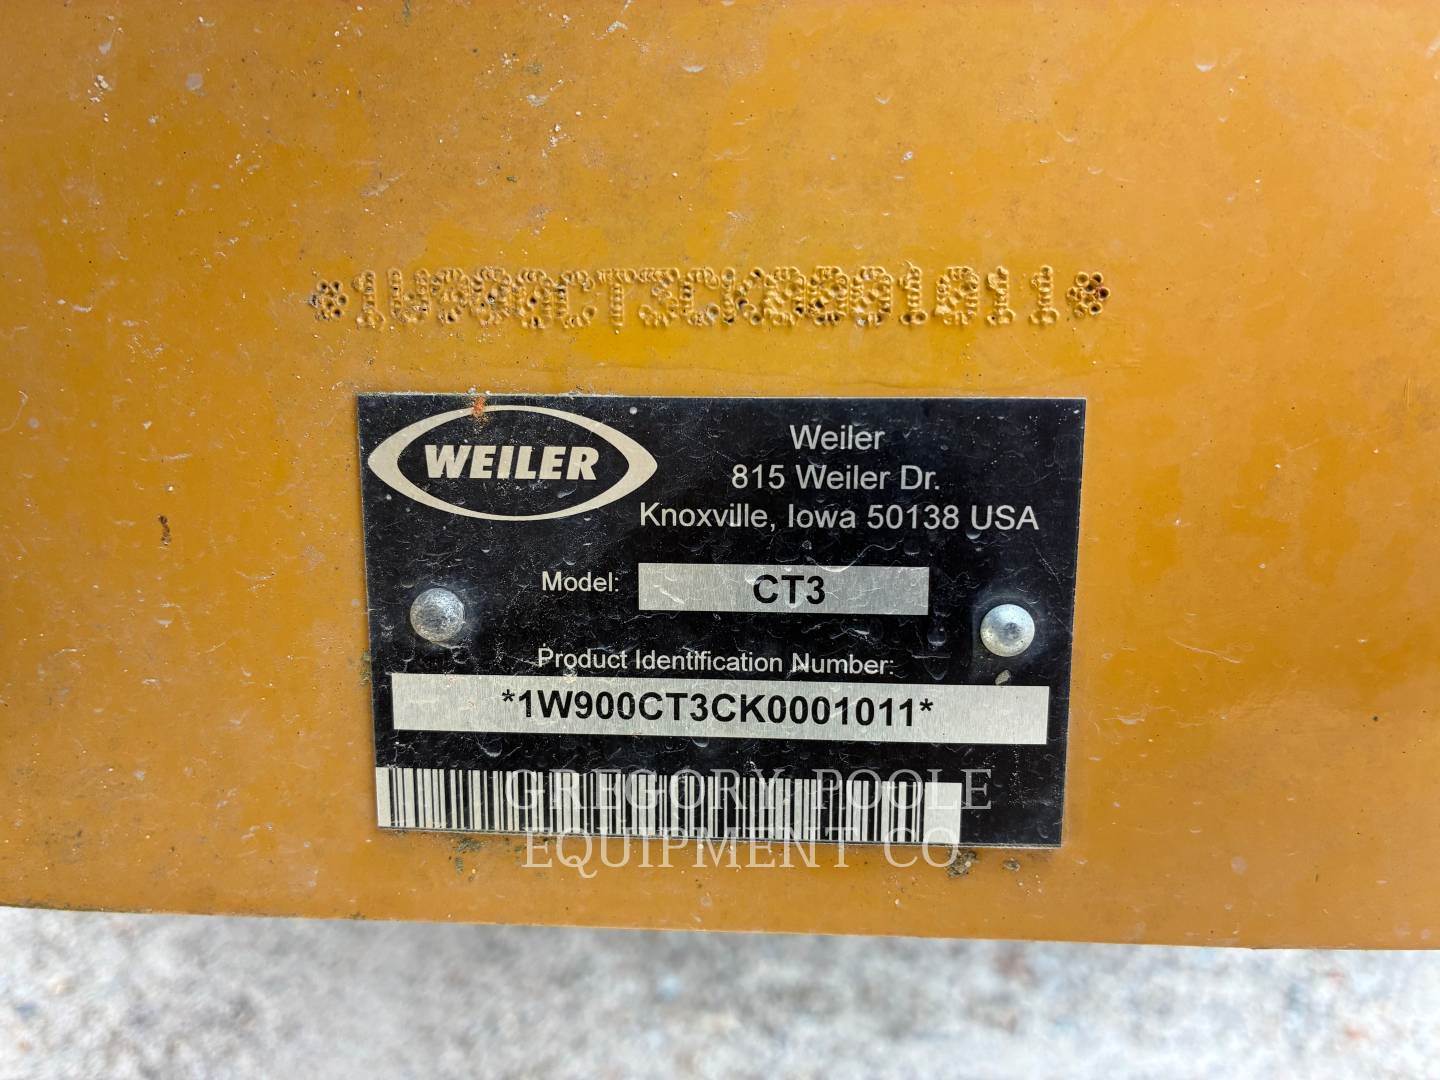 *1W900CT3CK0001011*
WEILER
Weiler
815 Weiler Dr.
Knoxville, Iowa 50138 USA
Model: CT3
Product Identification Number:
*1W900CT3CK0001011*
GREGORY POOLE
EQUIPMENT CO